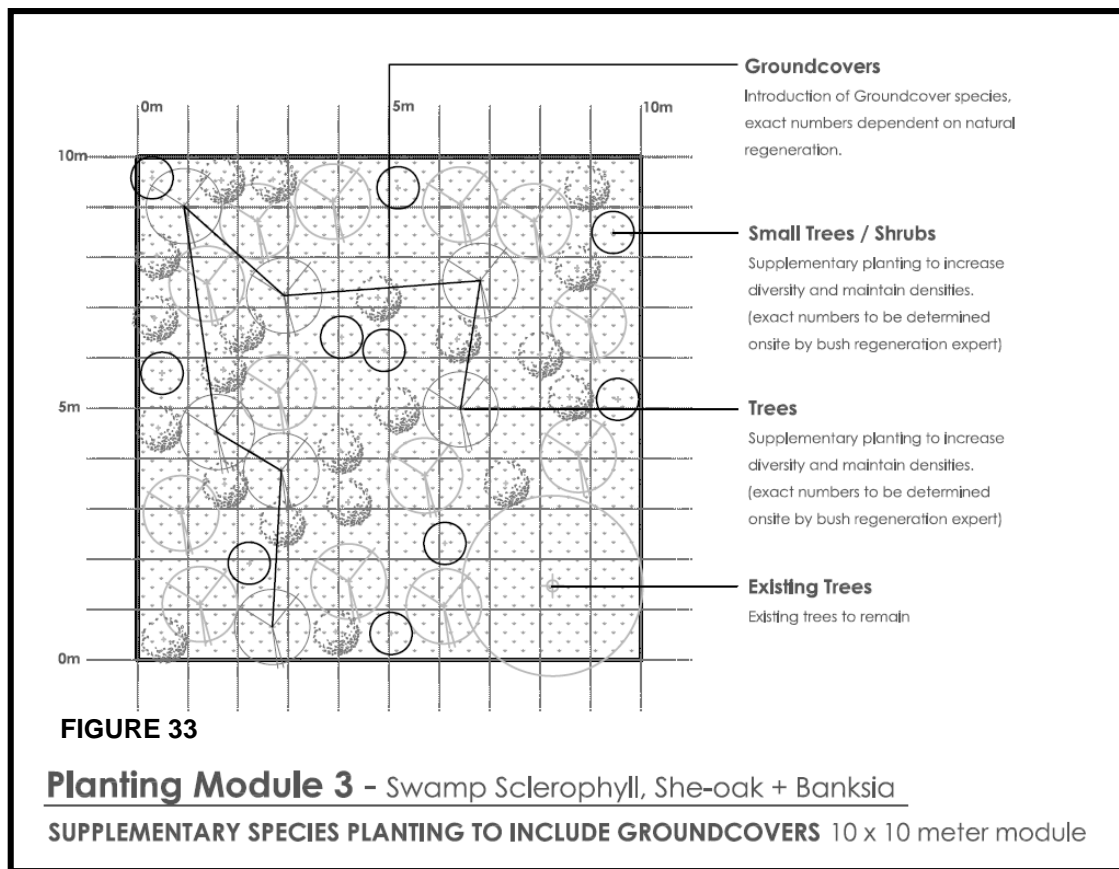 Groundcovers
Introduction of Groundcover species,
exact numbers dependent on natural
regeneration.
0m
5m
10m
10m
Small Trees / Shrubs
Supplementary planting to increase
diversity and maintain densities.
(exact numbers to be determined
onsite by bush regeneration expert)
5m
Trees
Supplementary planting to increase
diversity and maintain densities.
(exact numbers to be determined
onsite by bush regeneration expert)
Existing Trees
Existing trees to remain
0m
FIGURE 33
Planting Module 3 - Swamp Sclerophyll, She-oak + Banksia
SUPPLEMENTARY SPECIES PLANTING TO INCLUDE GROUNDCOVERS 10 x 10 meter module